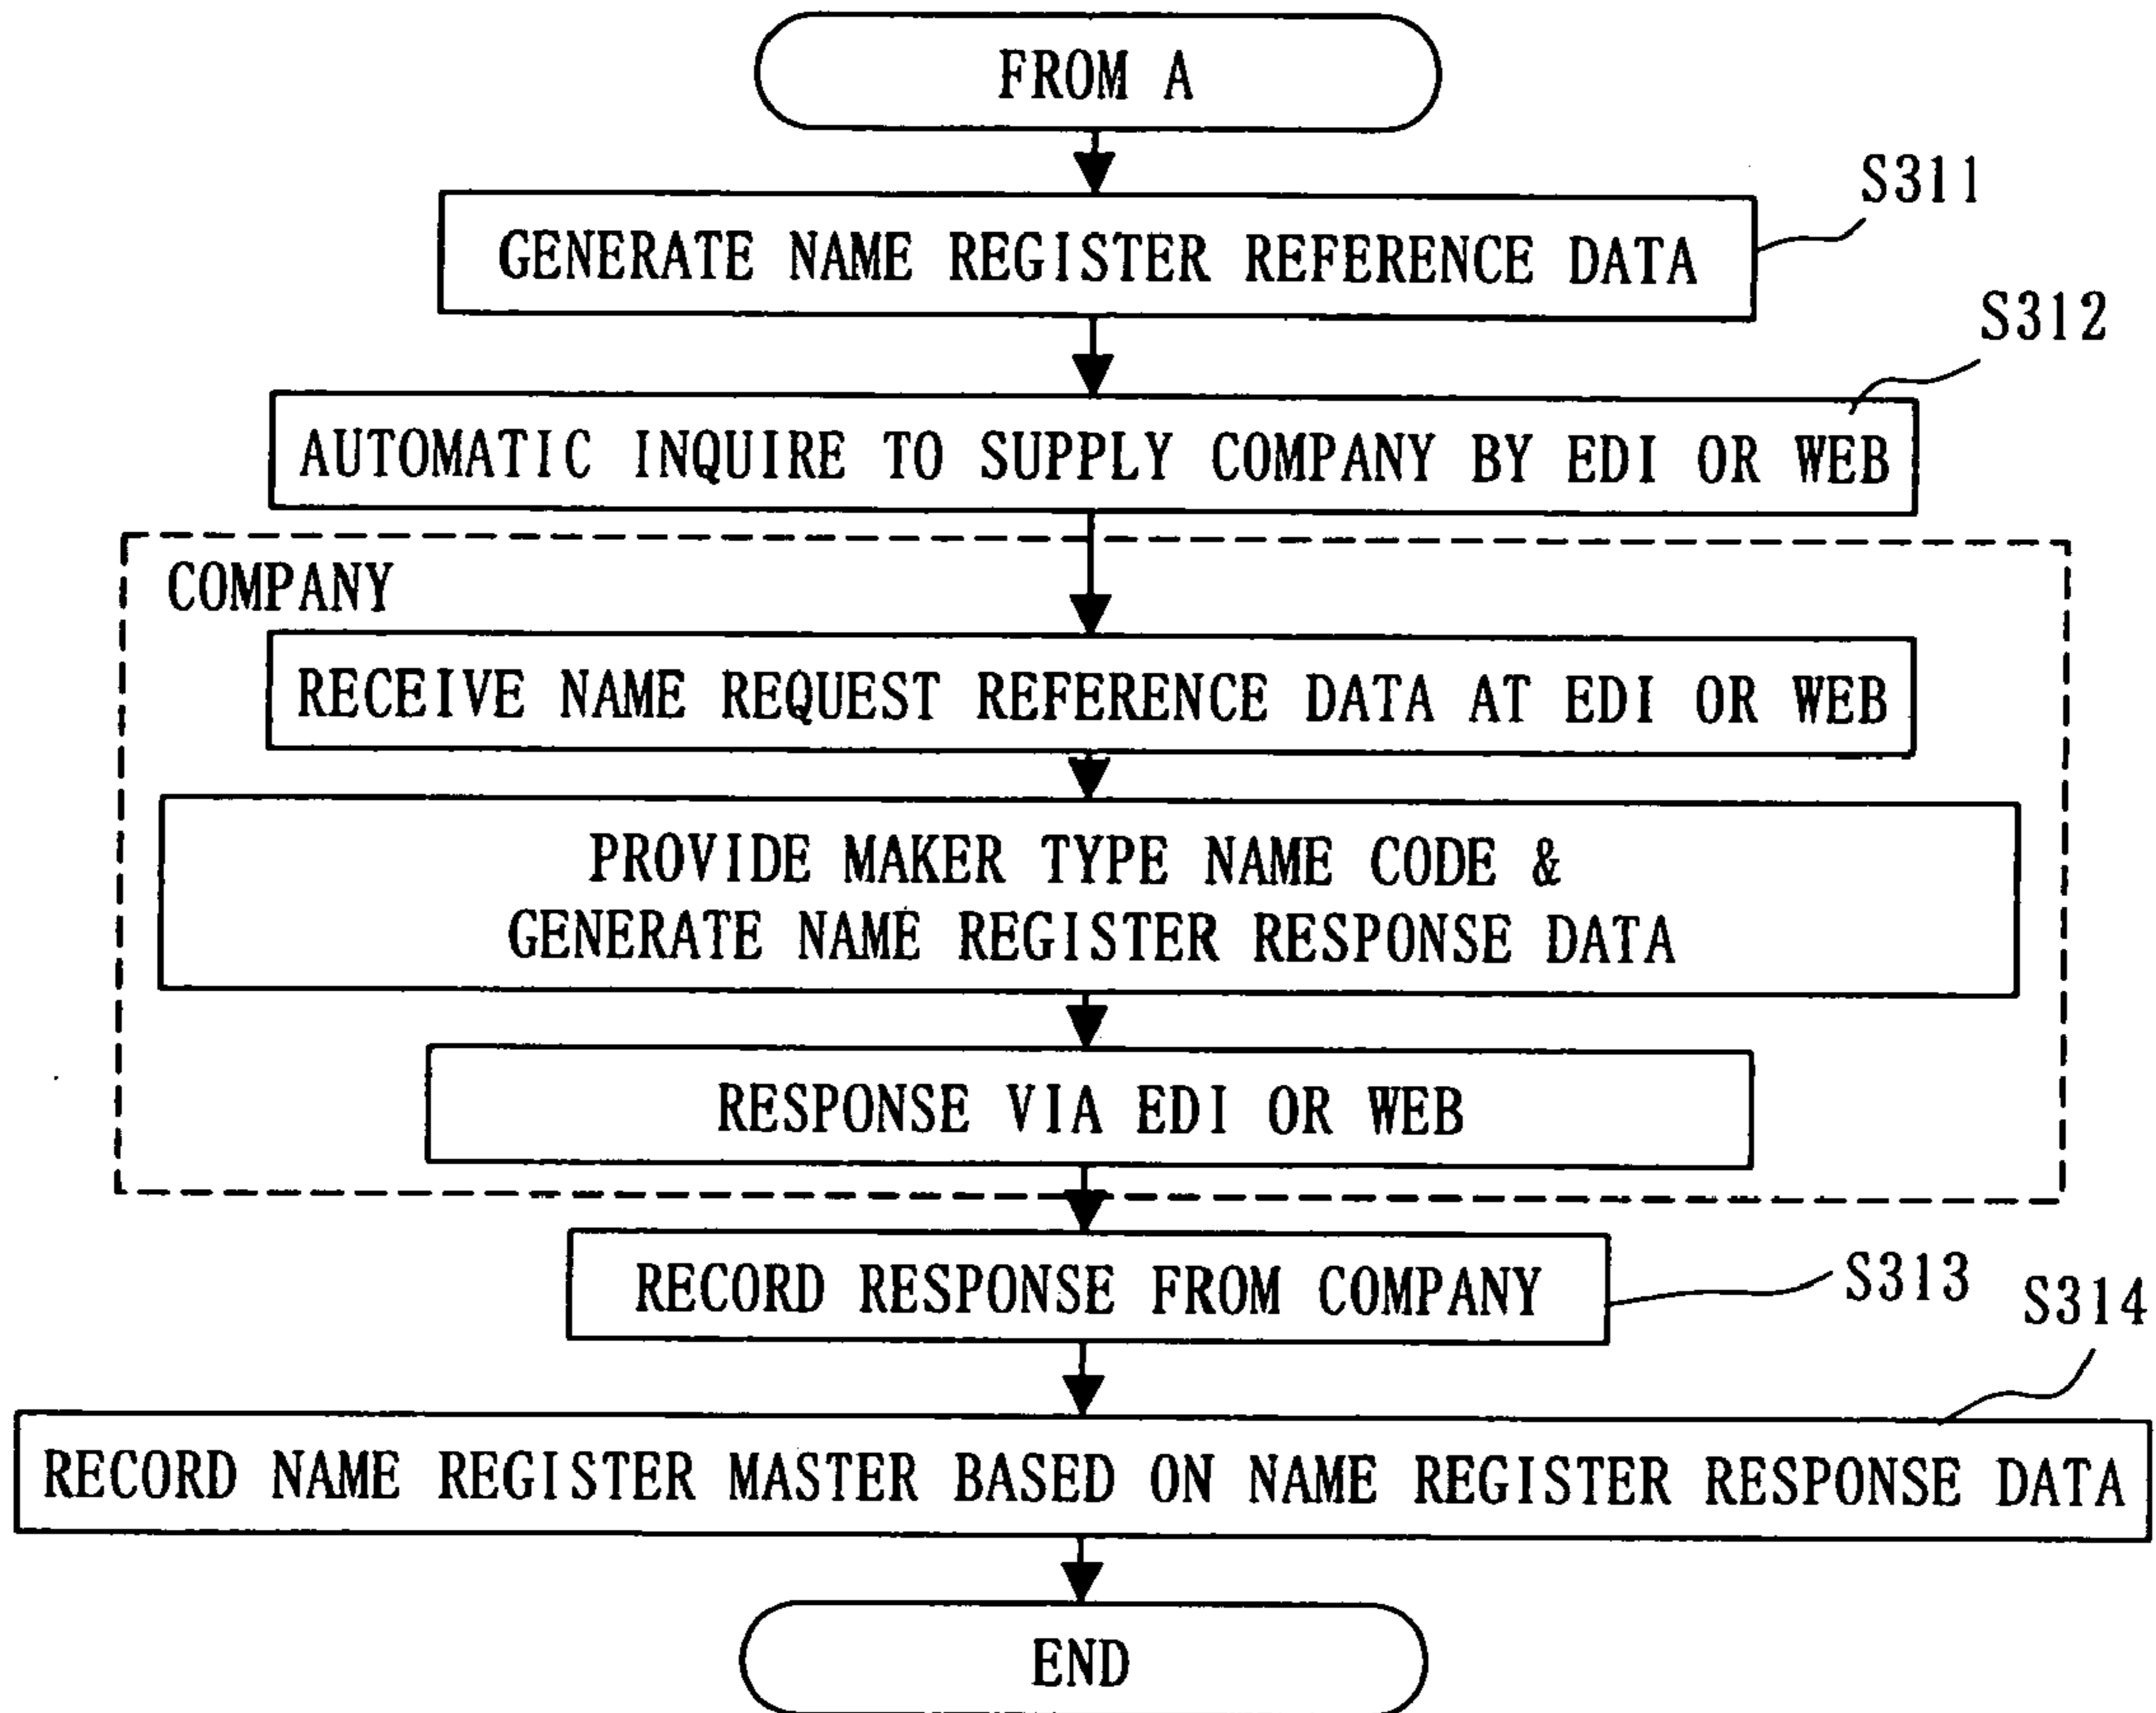 FROM A
S311
GENERATE NAME REGISTER REFERENCE DATA
S312
AUTOMATIC INQUIRE TO SUPPLY COMPANY BY EDI OR WEB
COMPANY
RECEIVE NAME REQUEST REFERENCE DATA AT EDI OR WEB
PROVIDE MAKER TYPE NAME CODE &
GENERATE NAME REGISTER RESPONSE DATA
RESPONSE VIA EDI OR WEB
RECORD RESPONSE FROM COMPANY
S313
S314
RECORD NAME REGISTER MASTER BASED ON NAME REGISTER RESPONSE DATA
END